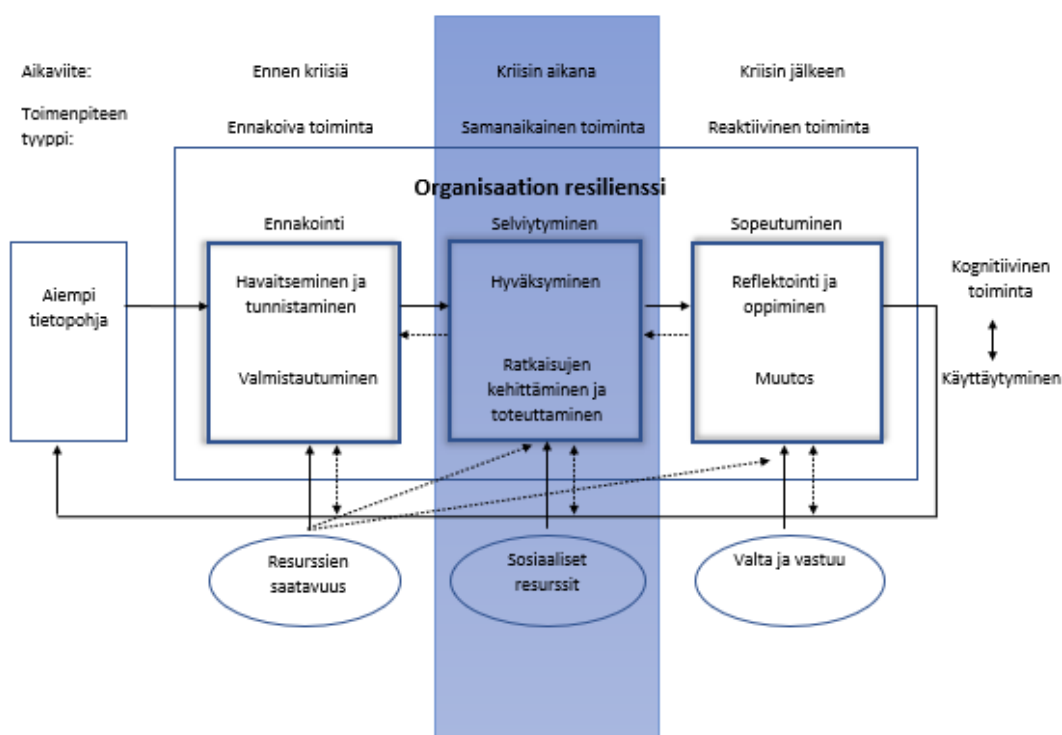 Aikaviite:
Ennen kriisiä
Kriisin aikana
Kriisin jälkeen
Toimenpiteen
tyyppi:
Ennakoiva toiminta
Samanaikainen toiminta
Reaktiivinen toiminta
Organisaation resilienssi
Ennakointi
Selviytyminen
Sopeutuminen
Aiempi
tietopohja
Havaitseminen ja
tunnistaminen
Valmistautuminen
Hyväksyminen
Ratkaisujen
kehittäminen ja
toteuttaminen
Reflektointi ja
oppiminen
Muutos
Kognitiivinen
toiminta
Käyttäytyminen
Resurssien
saatavuus
Sosiaaliset
resurssit
Valta ja vastuu